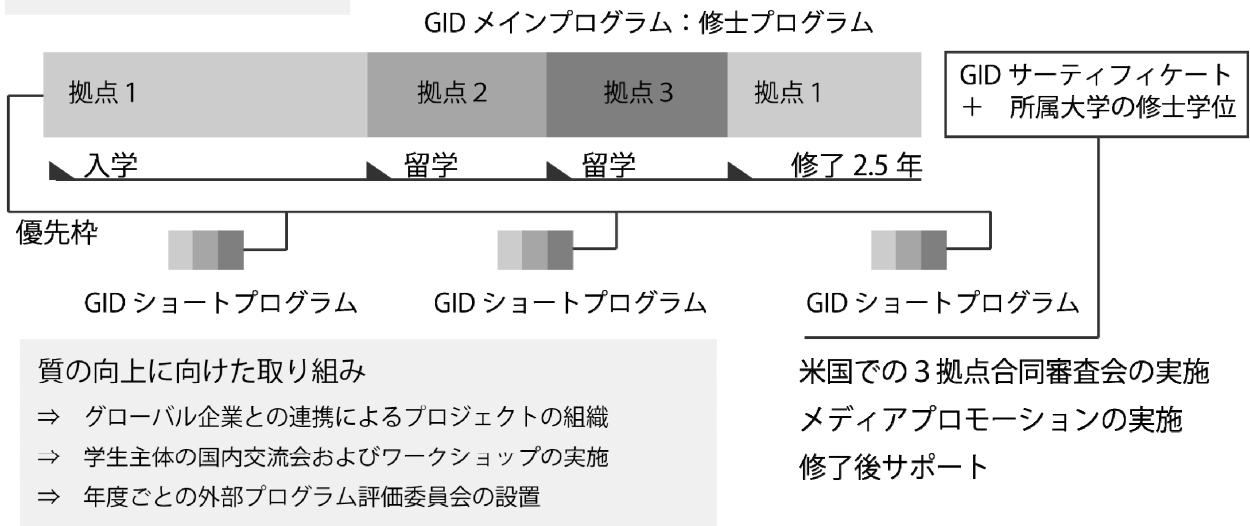 GID メインプログラム：修士プログラム
拠点 1
拠点 2
拠点 3
拠点 1
GID サーティフィケート
＋　所属大学の修士学位
入学
留学
留学
修了 2.5 年
優先枠
GID ショートプログラム
GID ショートプログラム
GID ショートプログラム
質の向上に向けた取り組み
⇒　グローバル企業との連携によるプロジェクトの組織
⇒　学生主体の国内交流会およびワークショップの実施
⇒　年度ごとの外部プログラム評価委員会の設置
米国での 3 拠点合同審査会の実施
メディアプロモーションの実施
修了後サポート